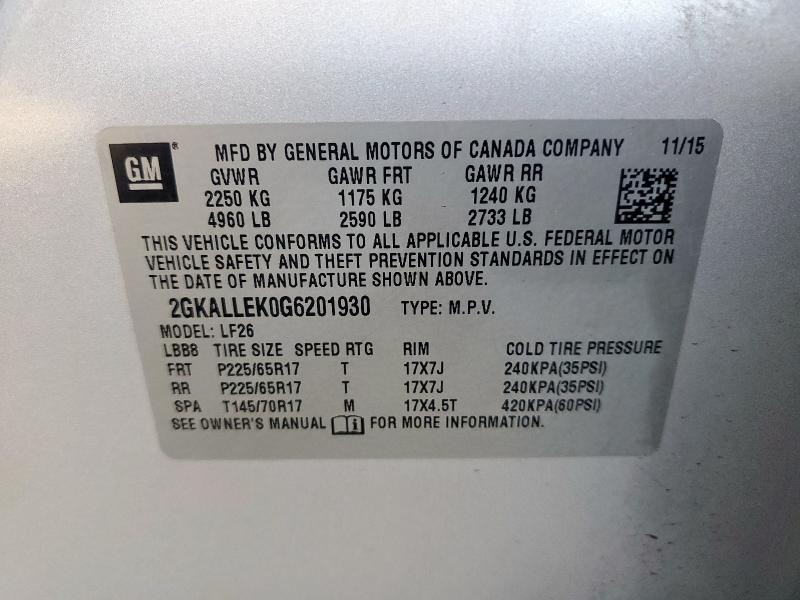 GM® MFD BY GENERAL MOTORS OF CANADA COMPANY 11/15
GVWR GAWR FRT GAWR RR
2250 KG 1175 KG 1240 KG
4960 LB 2590 LB 2733 LB
THIS VEHICLE CONFORMS TO ALL APPLICABLE U.S. FEDERAL MOTOR
VEHICLE SAFETY AND THEFT PREVENTION STANDARDS IN EFFECT ON
THE DATE OF MANUFACTURE SHOWN ABOVE.
2GKALLEK0G6201930 TYPE: M.P.V.
MODEL: LF26
LBB8 TIRE SIZE SPEED RTG RIM COLD TIRE PRESSURE
FRT P225/65R17 T 17X7J 240KPA(35PSI)
RR P225/65R17 T 17X7J 240KPA(35PSI)
SPA T145/70R17 M 17X4.5T 420KPA(60PSI)
SEE OWNER'S MANUAL FOR MORE INFORMATION.